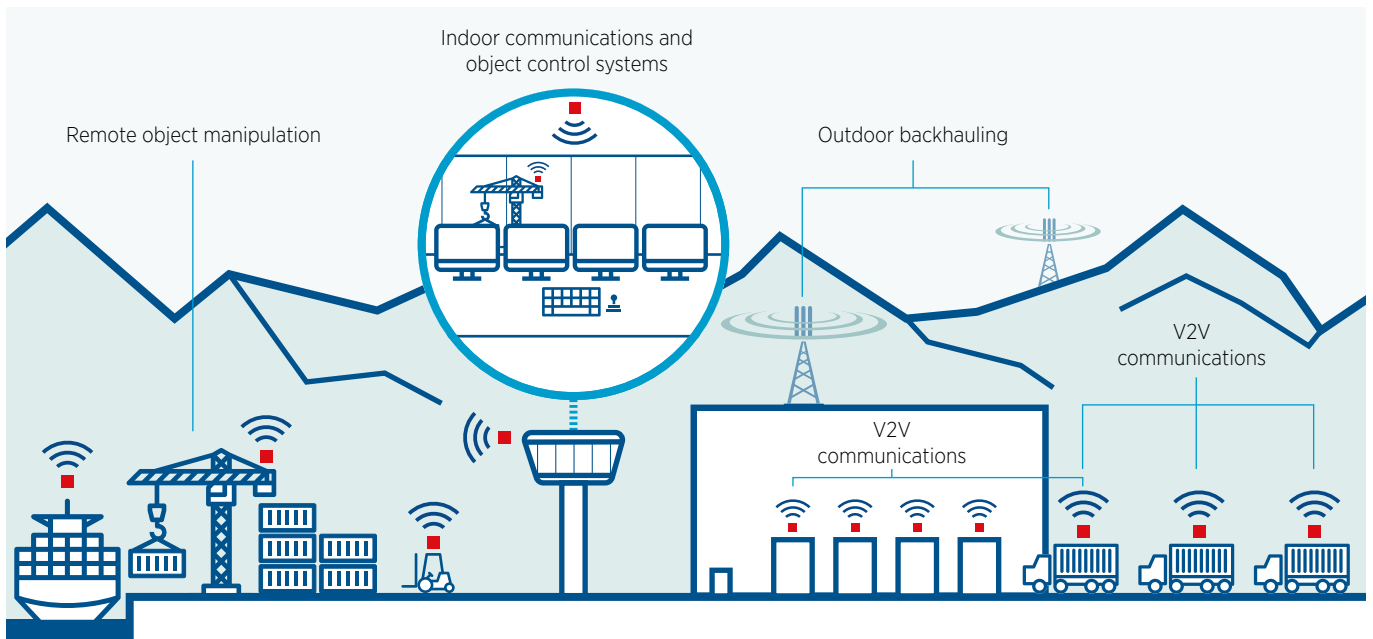 Indoor communications and
object control systems
Remote object manipulation
Outdoor backhauling
V2V
communications
V2V
communications